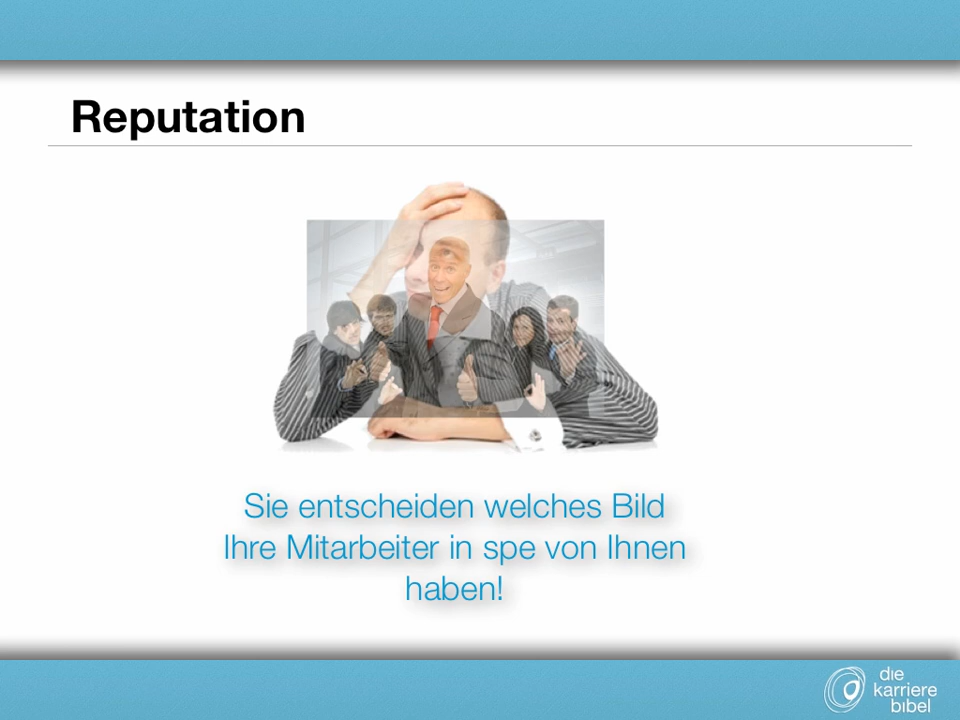 Reputation
Sie entscheiden welches Bild
Ihre Mitarbeiter in spe von Ihnen
haben!
die
karriere
bibel